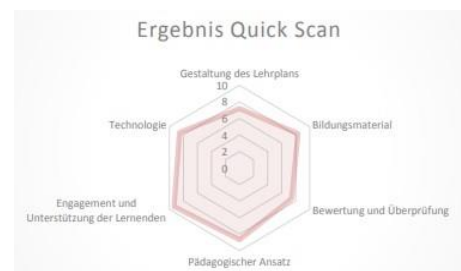 Ergebnis Quick Scan
Gestaltung des Lehrplans
10
8
6
4
2
0
Technologie
Bildungsmaterial
Engagement und
Unterstützung der Lernenden
Bewertung und Überprüfung
Pädagogischer Ansatz